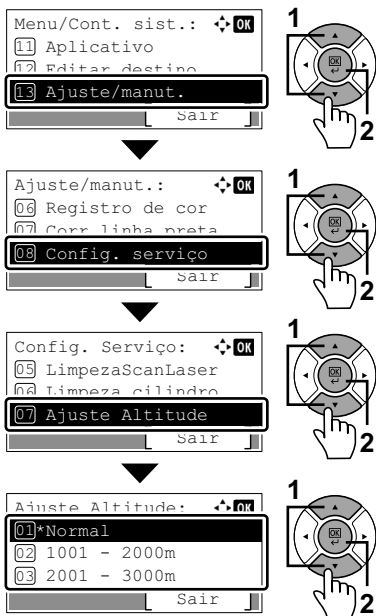 Menu/Cont. sist.: OK
11 Aplicativo
12 Editar destino
13 Ajuste/manut.
[ Sair ]
1
OK
2
Ajuste/manut.: OK
06 Registro de cor
07 Corr linha preta
08 Config. serviço
[ Sair ]
1
OK
2
Config. Serviço: OK
05 LimpezaScanLaser
06 Limpeza cilindro
07 Ajuste Altitude
[ Sair ]
1
OK
2
Ajuste Altitude: OK
01 *Normal
02 1001 - 2000m
03 2001 - 3000m
[ Sair ]
1
OK
2